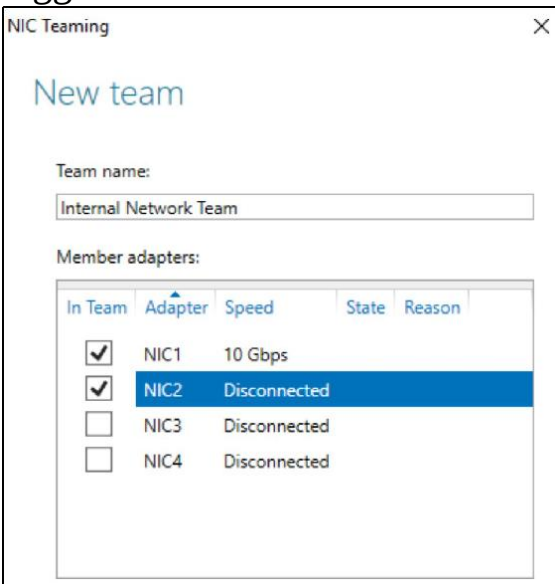 NIC Teaming
New team
Team name:
Internal Network Team
Member adapters:
In Team Adapter Speed State Reason
NIC1 10 Gbps
NIC2 Disconnected
NIC3 Disconnected
NIC4 Disconnected